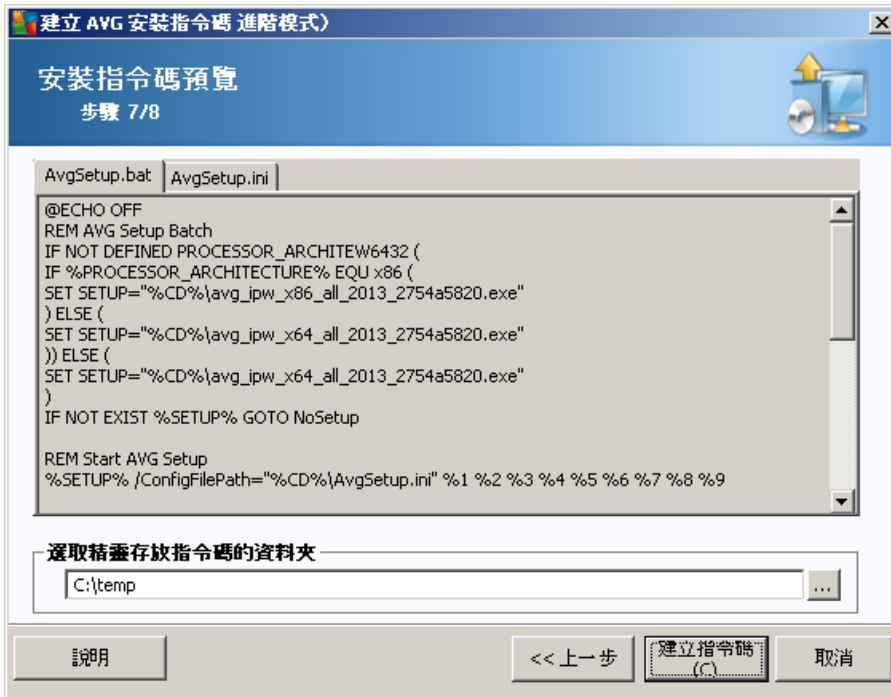 建立 AVG 安裝指令碼 進階模式）
安裝指令碼預覽
步驟 7/8
AvgSetup.bat
AvgSetup.ini
@ECHO OFF
REM AVG Setup Batch
IF NOT DEFINED PROCESSOR_ARCHITEW6432 (
IF %PROCESSOR_ARCHITECTURE% EQU x86 (
SET SETUP="%CD%\avg_ipw_x86_all_2013_2754a5820.exe"
) ELSE (
SET SETUP="%CD%\avg_ipw_x64_all_2013_2754a5820.exe"
)) ELSE (
SET SETUP="%CD%\avg_ipw_x64_all_2013_2754a5820.exe"
)
IF NOT EXIST %SETUP% GOTO NoSetup
REM Start AVG Setup
%SETUP% /ConfigFilePath="%CD%\AvgSetup.ini" %1 %2 %3 %4 %5 %6 %7 %8 %9
選取精靈存放指令碼的資料夾
C:\temp
...
說明
<< 上一步
建立指令碼
(C)
取消